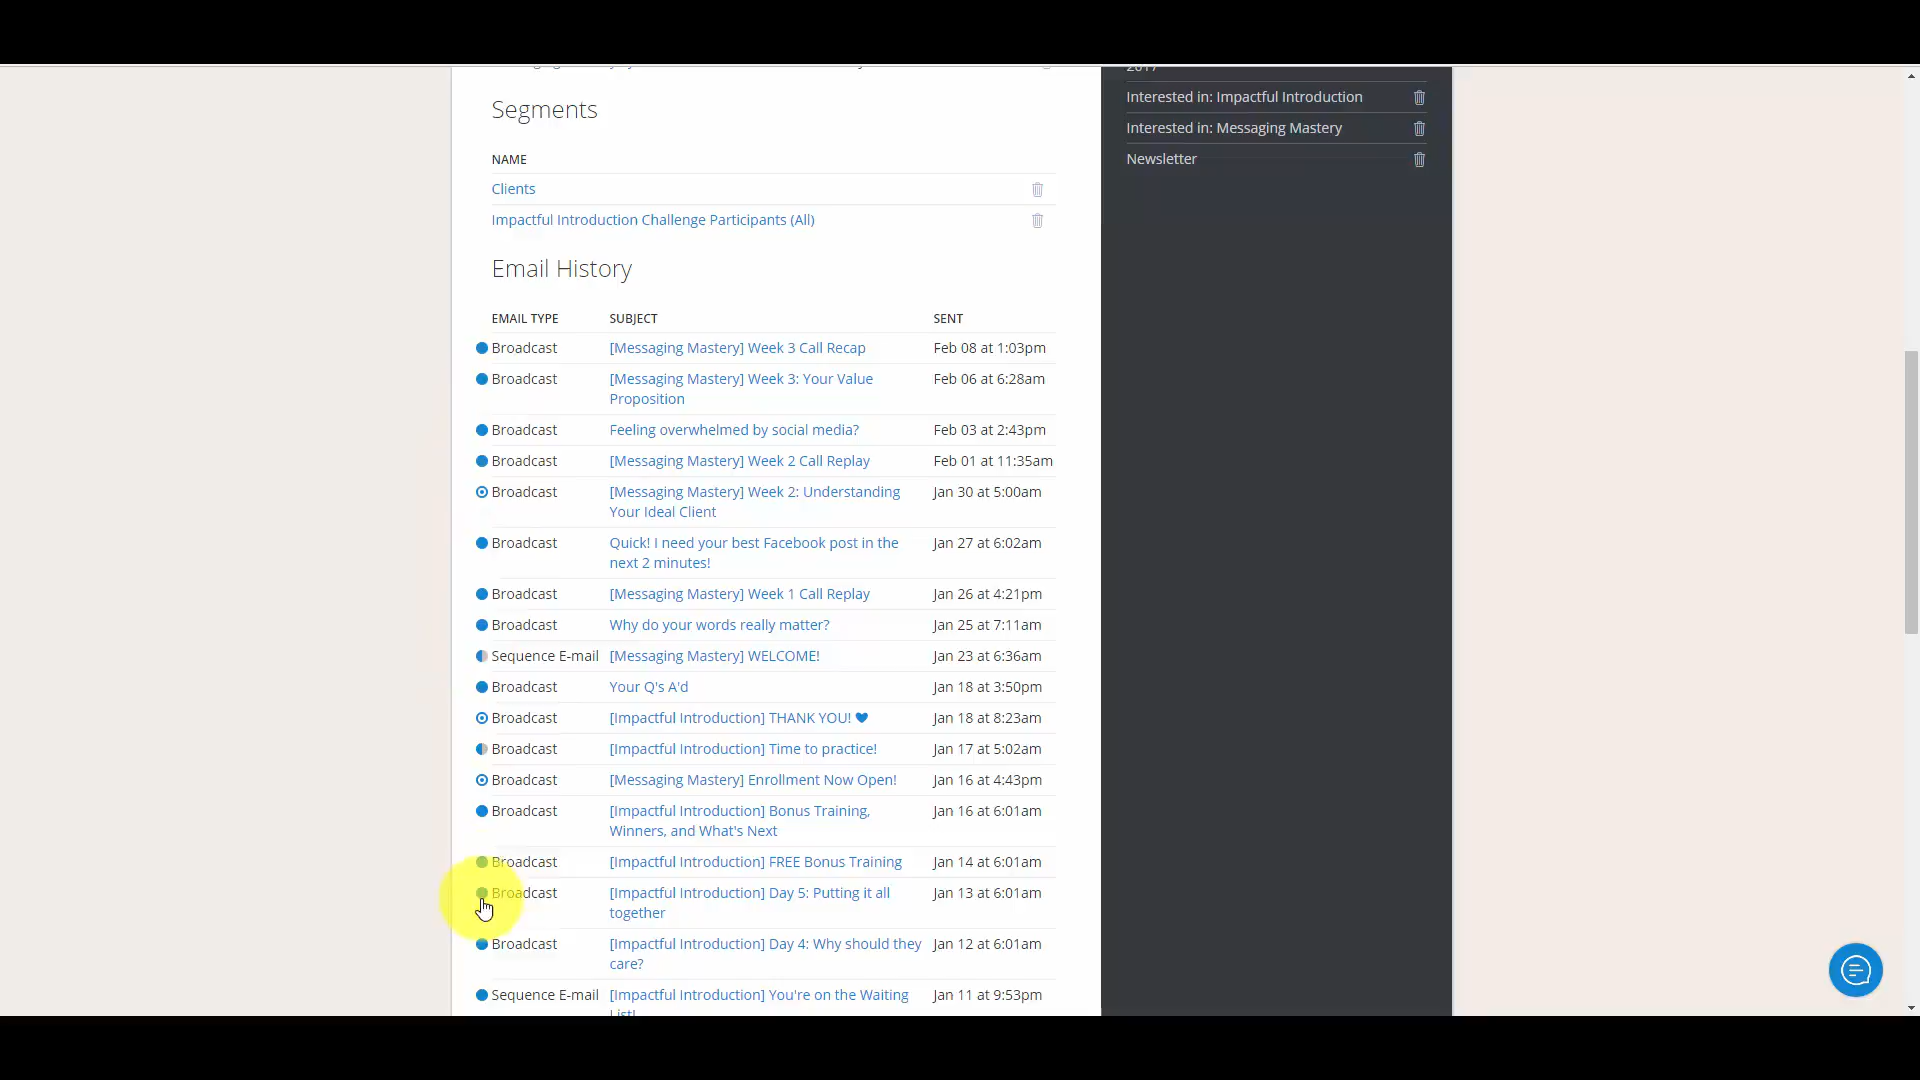 2017
Interested in: Impactful Introduction
Interested in: Messaging Mastery
Newsletter
Segments
NAME
Clients
Impactful Introduction Challenge Participants (All)
Email History
EMAIL TYPE SUBJECT SENT
Broadcast [Messaging Mastery] Week 3 Call Recap Feb 08 at 1:03pm
Broadcast [Messaging Mastery] Week 3: Your Value Feb 06 at 6:28am
Proposition
Broadcast Feeling overwhelmed by social media? Feb 03 at 2:43pm
Broadcast [Messaging Mastery] Week 2 Call Replay Feb 01 at 11:35am
Broadcast [Messaging Mastery] Week 2: Understanding Jan 30 at 5:00am
Your Ideal Client
Broadcast Quick! I need your best Facebook post in the Jan 27 at 6:02am
next 2 minutes!
Broadcast [Messaging Mastery] Week 1 Call Replay Jan 26 at 4:21pm
Broadcast Why do your words really matter? Jan 25 at 7:11am
Sequence E-mail [Messaging Mastery] WELCOME! Jan 23 at 6:36am
Broadcast Your Q's A'd Jan 18 at 3:50pm
Broadcast [Impactful Introduction] THANK YOU! ♥ Jan 18 at 8:23am
Broadcast [Impactful Introduction] Time to practice! Jan 17 at 5:02am
Broadcast [Messaging Mastery] Enrollment Now Open! Jan 16 at 4:43pm
Broadcast [Impactful Introduction] Bonus Training, Jan 16 at 6:01am
Winners, and What's Next
Broadcast [Impactful Introduction] FREE Bonus Training Jan 14 at 6:01am
Broadcast [Impactful Introduction] Day 5: Putting it all Jan 13 at 6:01am
together
Broadcast [Impactful Introduction] Day 4: Why should they Jan 12 at 6:01am
care?
Sequence E-mail [Impactful Introduction] You're on the Waiting Jan 11 at 9:53pm
List!